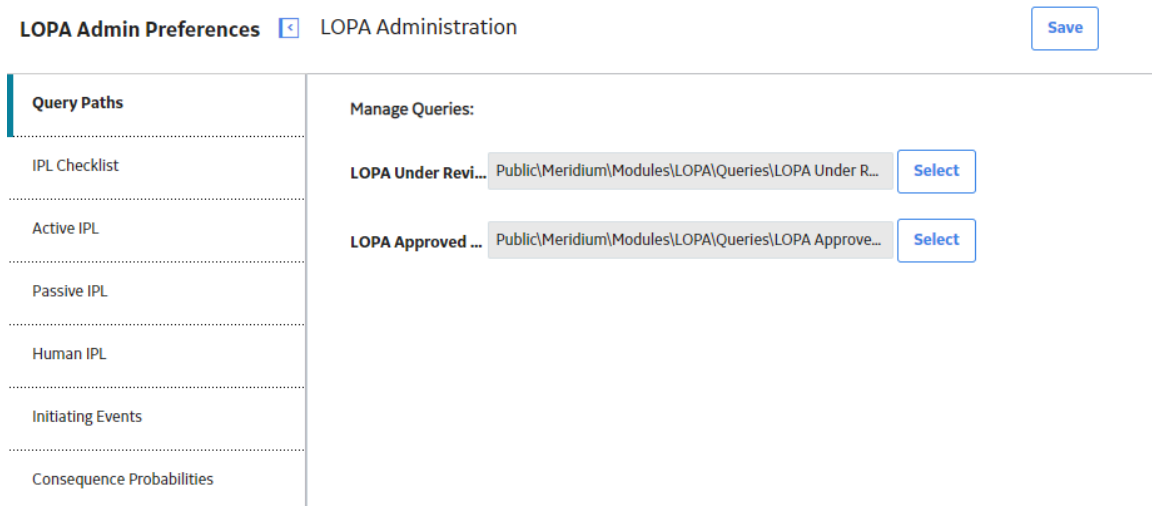 LOPA Admin Preferences
LOPA Administration
Save
Query Paths
IPL Checklist
Active IPL
Passive IPL
Human IPL
Initiating Events
Consequence Probabilities
Manage Queries:
LOPA Under Revi... Public\Meridium\Modules\LOPA\Queries\LOPA Under R... Select
LOPA Approved ... Public\Meridium\Modules\LOPA\Queries\LOPA Approve... Select